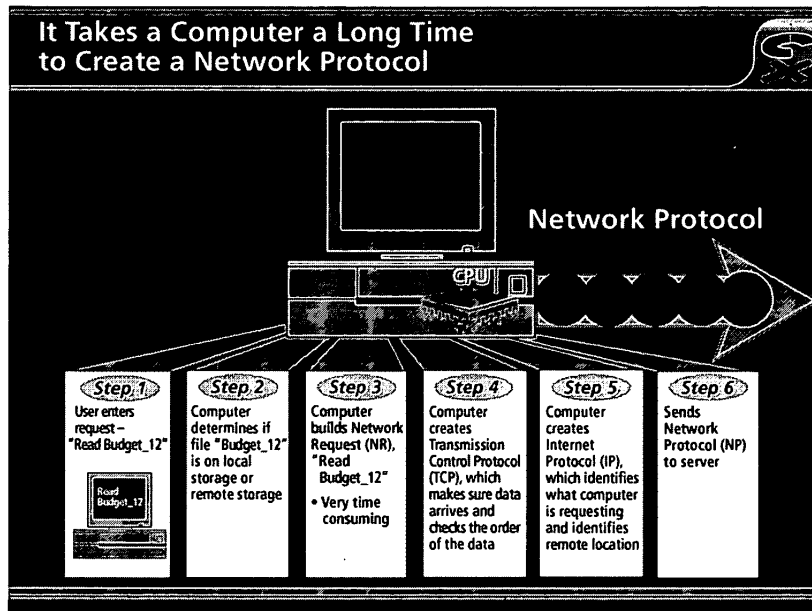 It Takes a Computer a Long Time
to Create a Network Protocol
Network Protocol
CPU
Step 1
User enters
request –
"Read Budget_12"
Read
Budget_12
Step 2
Computer
determines if
file "Budget_12"
is on local
storage or
remote storage
Step 3
Computer
builds Network
Request (NR),
"Read
Budget_12"
• Very time
consuming
Step 4
Computer
creates
Transmission
Control Protocol
(TCP), which
makes sure data
arrives and
checks the order
of the data
Step 5
Computer
creates
Internet
Protocol (IP),
which identifies
what computer
is requesting
and identifies
remote location
Step 6
Sends
Network
Protocol (NP)
to server